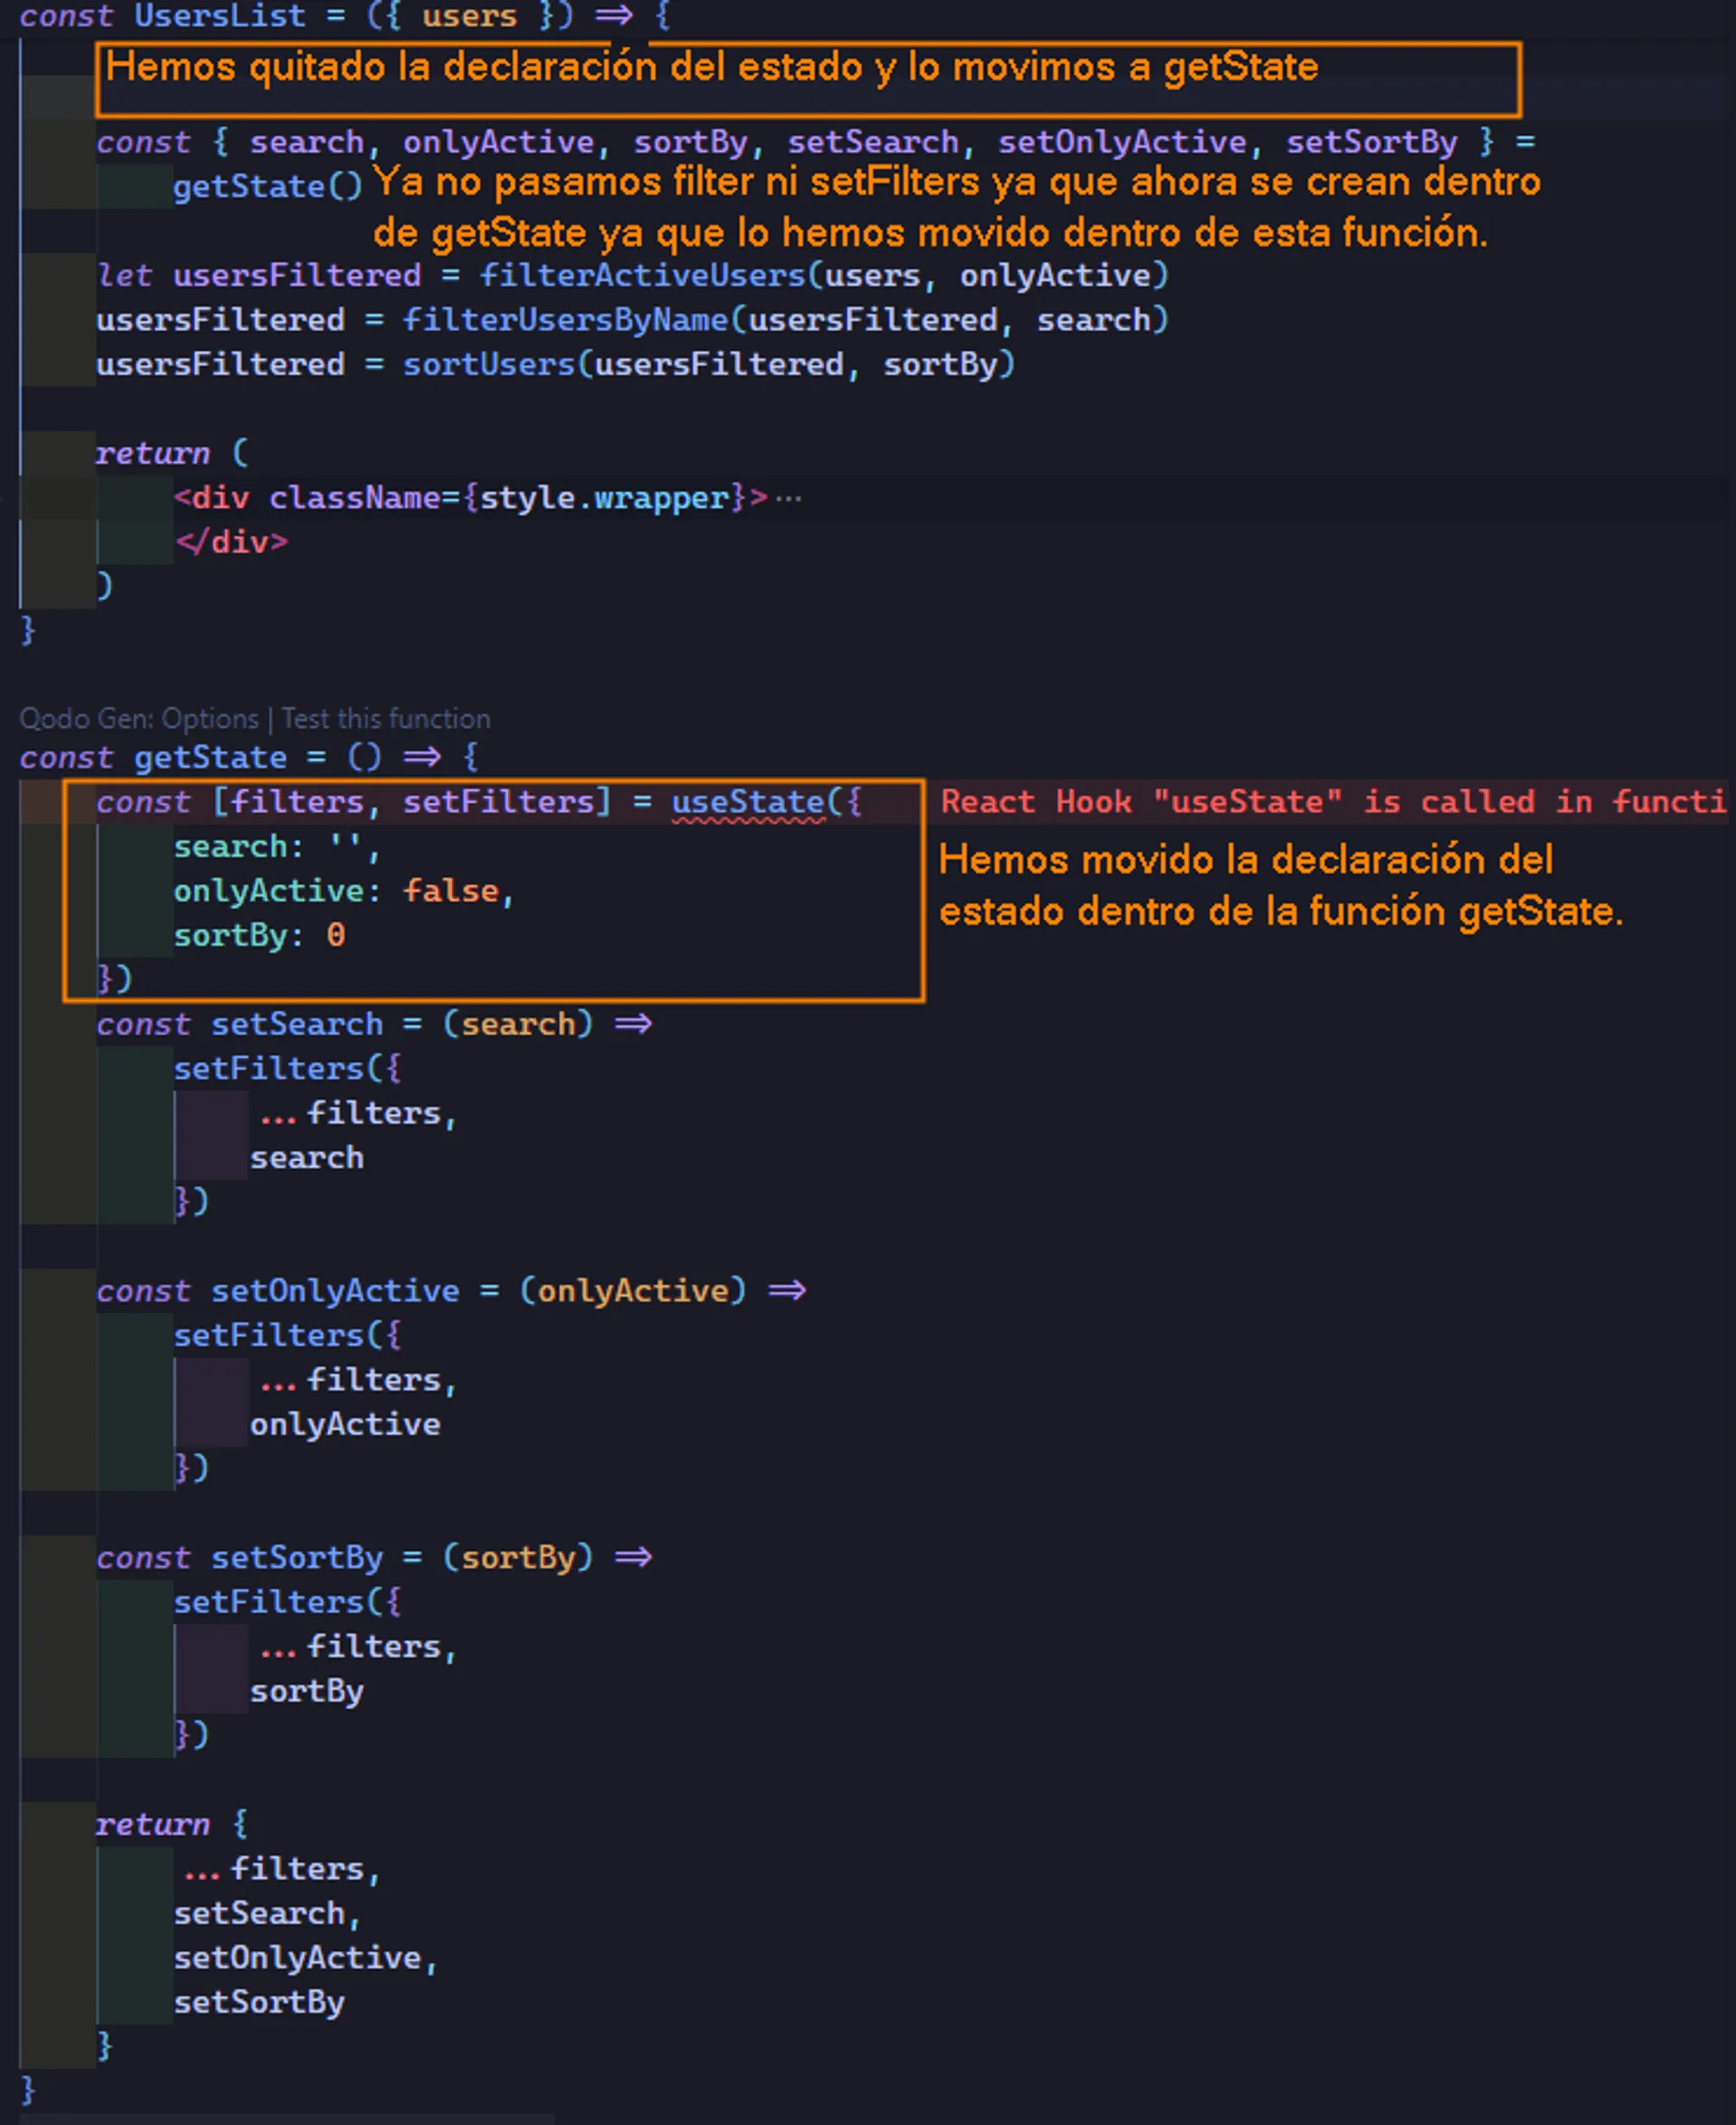 const UsersList = ({ users }) => {
Hemos quitado la declaración del estado y lo movimos a getState
const { search, onlyActive, sortBy, setSearch, setOnlyActive, setSortBy } =
getState() Ya no pasamos filter ni setFilters ya que ahora se crean dentro
de getState ya que lo hemos movido dentro de esta función.
let usersFiltered = filterActiveUsers(users, onlyActive)
usersFiltered = filterUsersByName(usersFiltered, search)
usersFiltered = sortUsers(usersFiltered, sortBy)
return (
<div className={style.wrapper}>···
</div>
)
}
Qodo Gen: Options | Test this function
const getState = () => {
const [filters, setFilters] = useState({ React Hook "useState" is called in functi
search: '',
onlyActive: false,
sortBy: 0
})
Hemos movido la declaración del
estado dentro de la función getState.
const setSearch = (search) =>
setFilters({
...filters,
search
})
const setOnlyActive = (onlyActive) =>
setFilters({
...filters,
onlyActive
})
const setSortBy = (sortBy) =>
setFilters({
...filters,
sortBy
})
return {
...filters,
setSearch,
setOnlyActive,
setSortBy
}
}